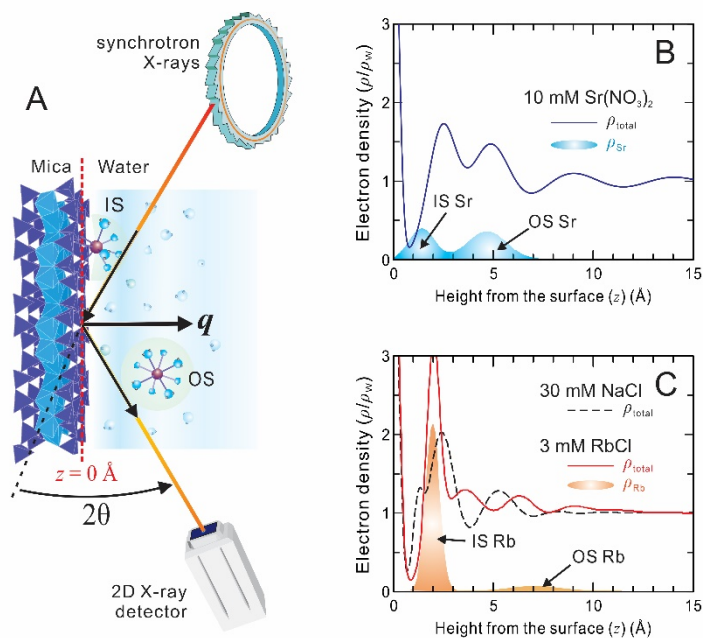 synchrotron
X-rays
A
Mica Water
IS
q
OS
z = 0 Å
2θ
2D X-ray
detector
B
Electron density (ρ/ρw)
3
2
1
0
10 mM Sr(NO3)2
ρtotal
ρSr
IS Sr
OS Sr
0 5 10 15
Height from the surface (z) (Å)
C
Electron density (ρ/ρw)
3
2
1
0
30 mM NaCl
ρtotal
3 mM RbCl
ρtotal
ρRb
IS Rb
OS Rb
0 5 10 15
Height from the surface (z) (Å)